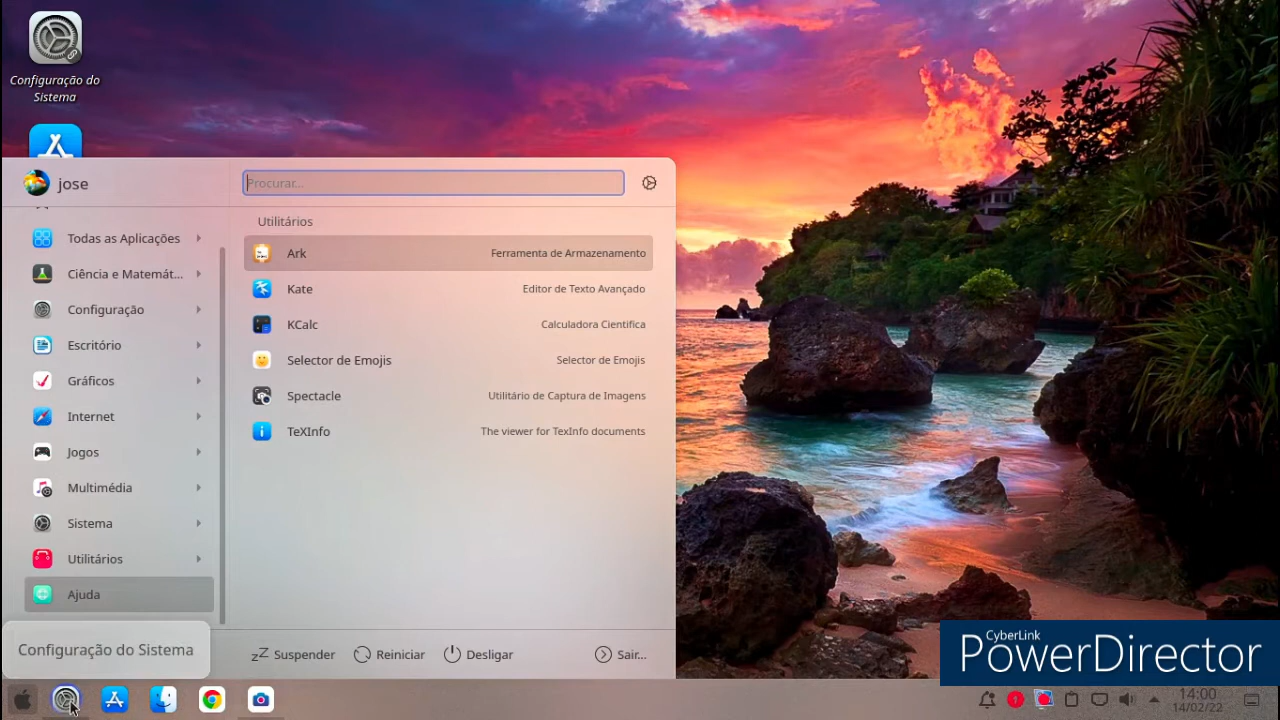 Configuração do
Sistema
jose
Procurar...
Todas as Aplicações
Ciência e Matemát...
Configuração
Escritório
Gráficos
Internet
Jogos
Multimédia
Sistema
Utilitários
Ajuda
Utilitários
Ark Ferramenta de Armazenamento
Kate Editor de Texto Avançado
KCalc Calculadora Cientifica
Selector de Emojis Selector de Emojis
Spectacle Utilitário de Captura de Imagens
TeXInfo The viewer for TexInfo documents
Configuração do Sistema
Suspender Reiniciar Desligar Sair...
CyberLink
PowerDirector
1
14:00
14/02/22